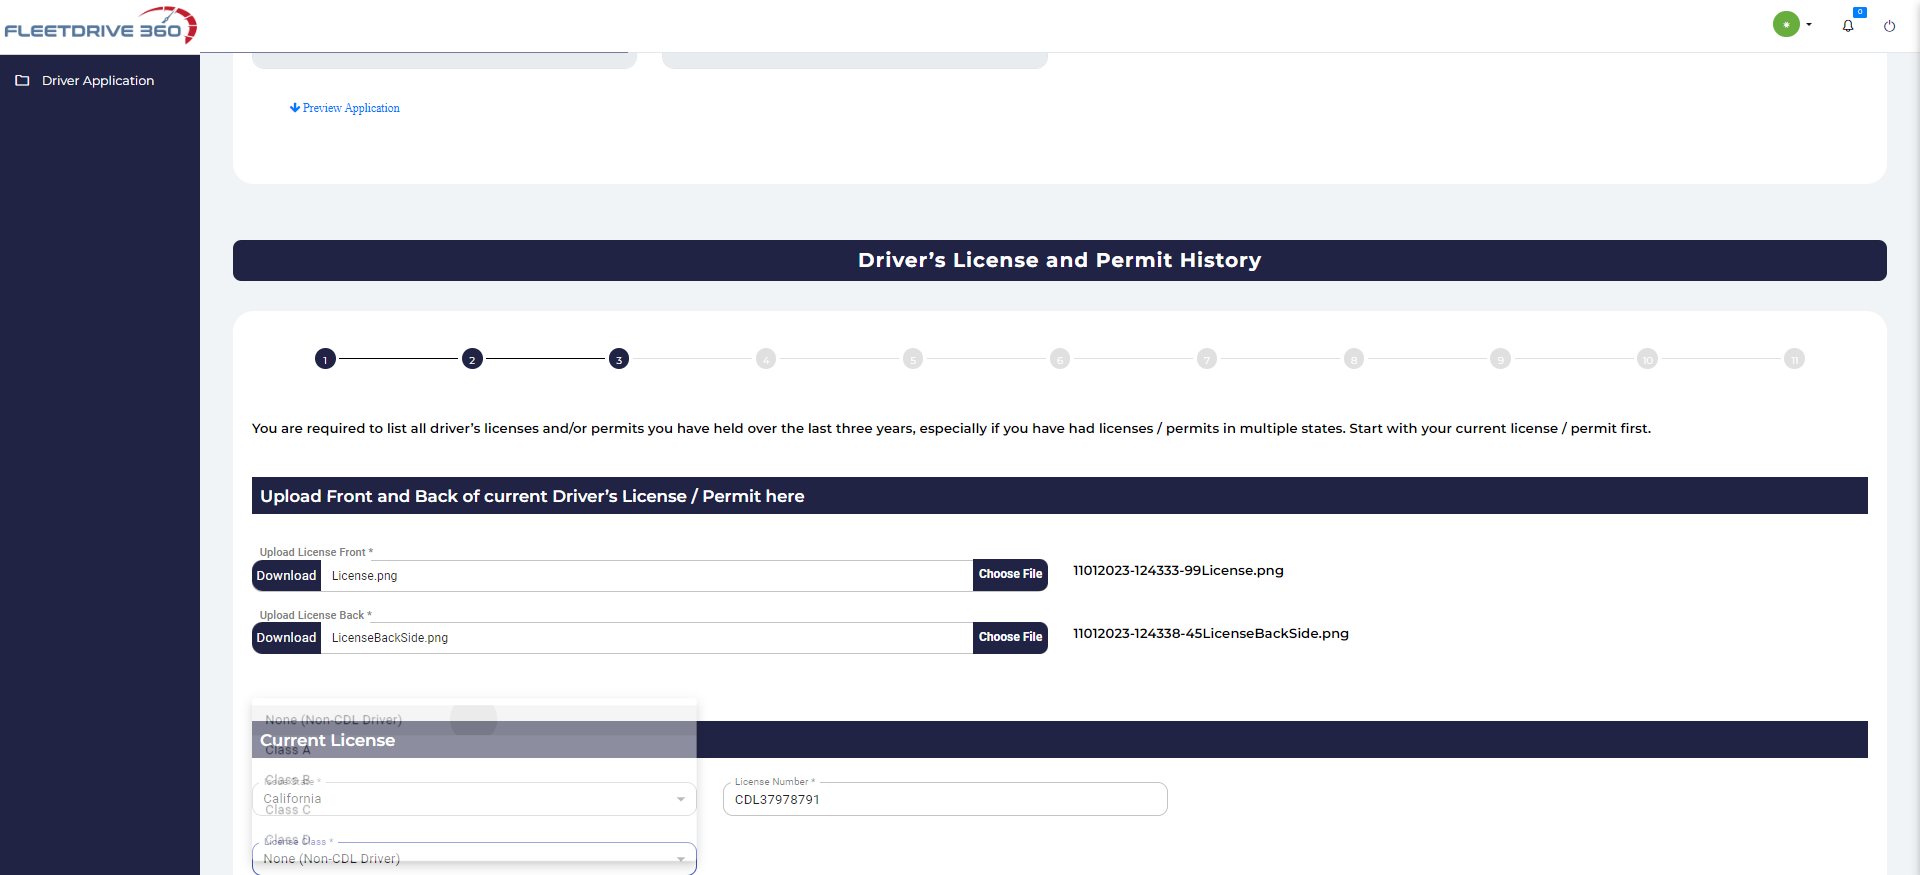 FLEETDRIVE 360
0
Driver Application
Preview Application
Driver’s License and Permit History
1 2 3 4 5 6 7 8 9 10 11
You are required to list all driver’s licenses and/or permits you have held over the last three years, especially if you have had licenses / permits in multiple states. Start with your current license / permit first.
Upload Front and Back of current Driver’s License / Permit here
Upload License Front *
Download License.png Choose File 11012023-124333-99License.png
Upload License Back *
Download LicenseBackSide.png Choose File 11012023-124338-45LicenseBackSide.png
None (Non-CDL Driver)
Current License
Class A
Class B
Issue State *
License Number *
California
CDL37978791
Class C
Class D
License Class *
None (Non-CDL Driver)